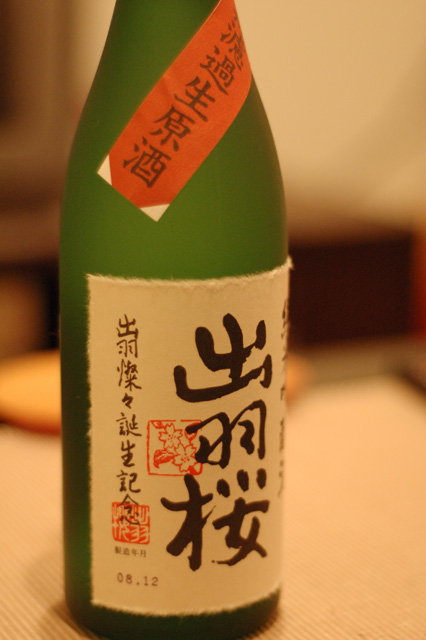 濾過生原酒
出羽桜
出羽燦々誕生記念
製造年月
08.12